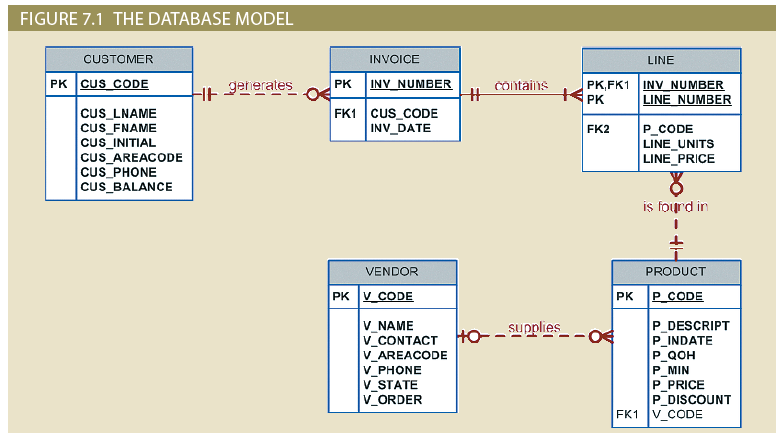 FIGURE 7.1 THE DATABASE MODEL
CUSTOMER
PK CUS_CODE
CUS_LNAME
CUS_FNAME
CUS_INITIAL
CUS_AREACODE
CUS_PHONE
CUS_BALANCE
generates
INVOICE
PK INV_NUMBER
FK1 CUS_CODE
INV_DATE
contains
LINE
PK,FK1 INV_NUMBER
PK LINE_NUMBER
FK2 P_CODE
LINE_UNITS
LINE_PRICE
is found in
VENDOR
PK V_CODE
V_NAME
V_CONTACT
V_AREACODE
V_PHONE
V_STATE
V_ORDER
supplies
PRODUCT
PK P_CODE
P_DESCRIPT
P_INDATE
P_QOH
P_MIN
P_PRICE
P_DISCOUNT
FK1 V_CODE